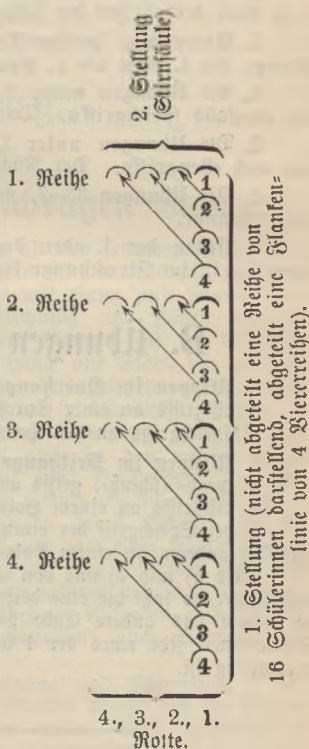 2. Stellung
(Stirnsäule)
1. Reihe
1
2
3
4
2. Reihe
1
2
3
4
3. Reihe
1
2
3
4
4. Reihe
1
2
3
4
1. Stellung (nicht abgeteilt eine Reihe von
16 Schülerinnen darstellend, abgeteilt eine Flanken-
linie von 4 Viererreihen).
4., 3., 2., 1.
Rotte.